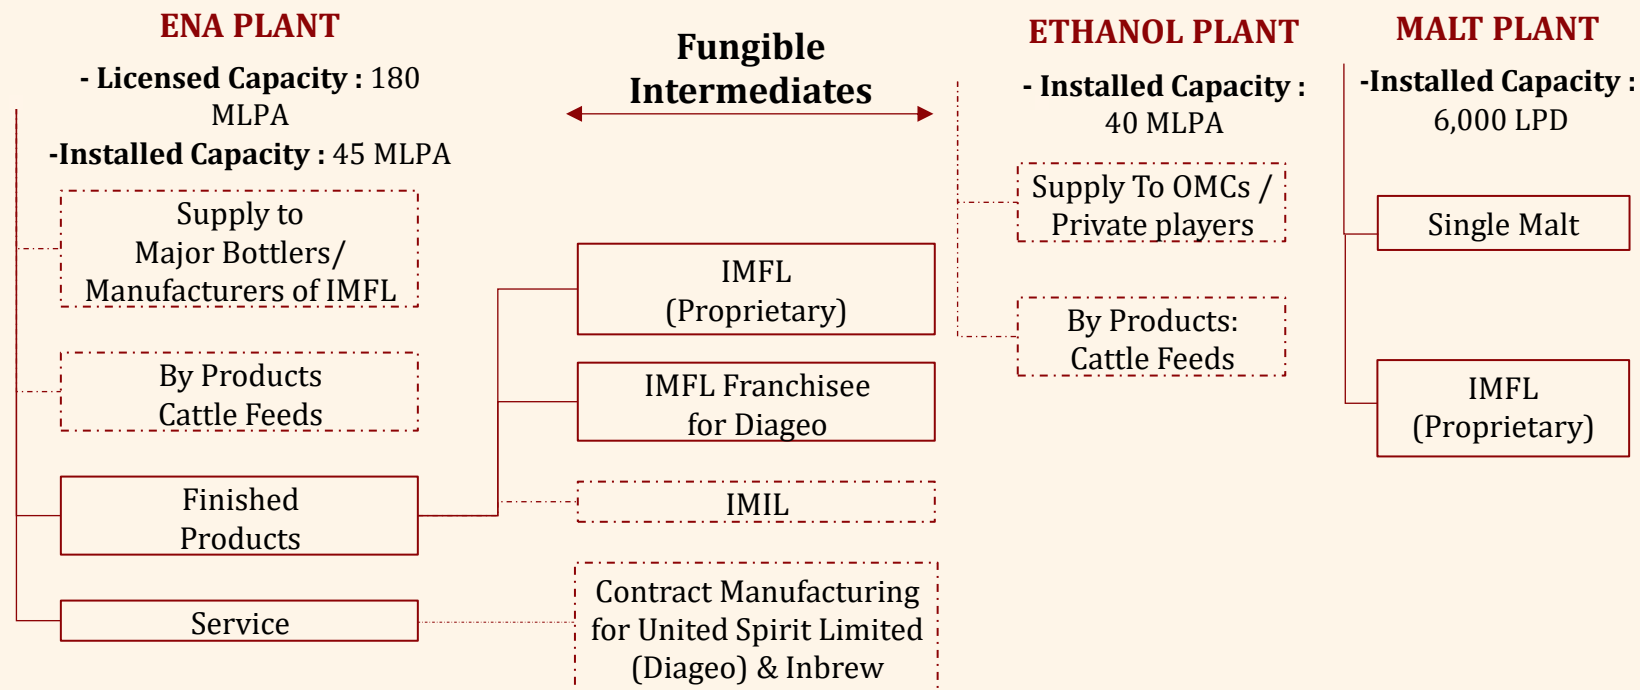 ENA PLANT
- Licensed Capacity : 180
MLPA
-Installed Capacity : 45 MLPA
Supply to
Major Bottlers/
Manufacturers of IMFL
By Products
Cattle Feeds
Finished
Products
Service
Fungible
Intermediates
IMFL
(Proprietary)
IMFL Franchisee
for Diageo
IMIL
Contract Manufacturing
for United Spirit Limited
(Diageo) & Inbrew
ETHANOL PLANT
- Installed Capacity :
40 MLPA
Supply To OMCs /
Private players
By Products:
Cattle Feeds
MALT PLANT
-Installed Capacity :
6,000 LPD
Single Malt
IMFL
(Proprietary)